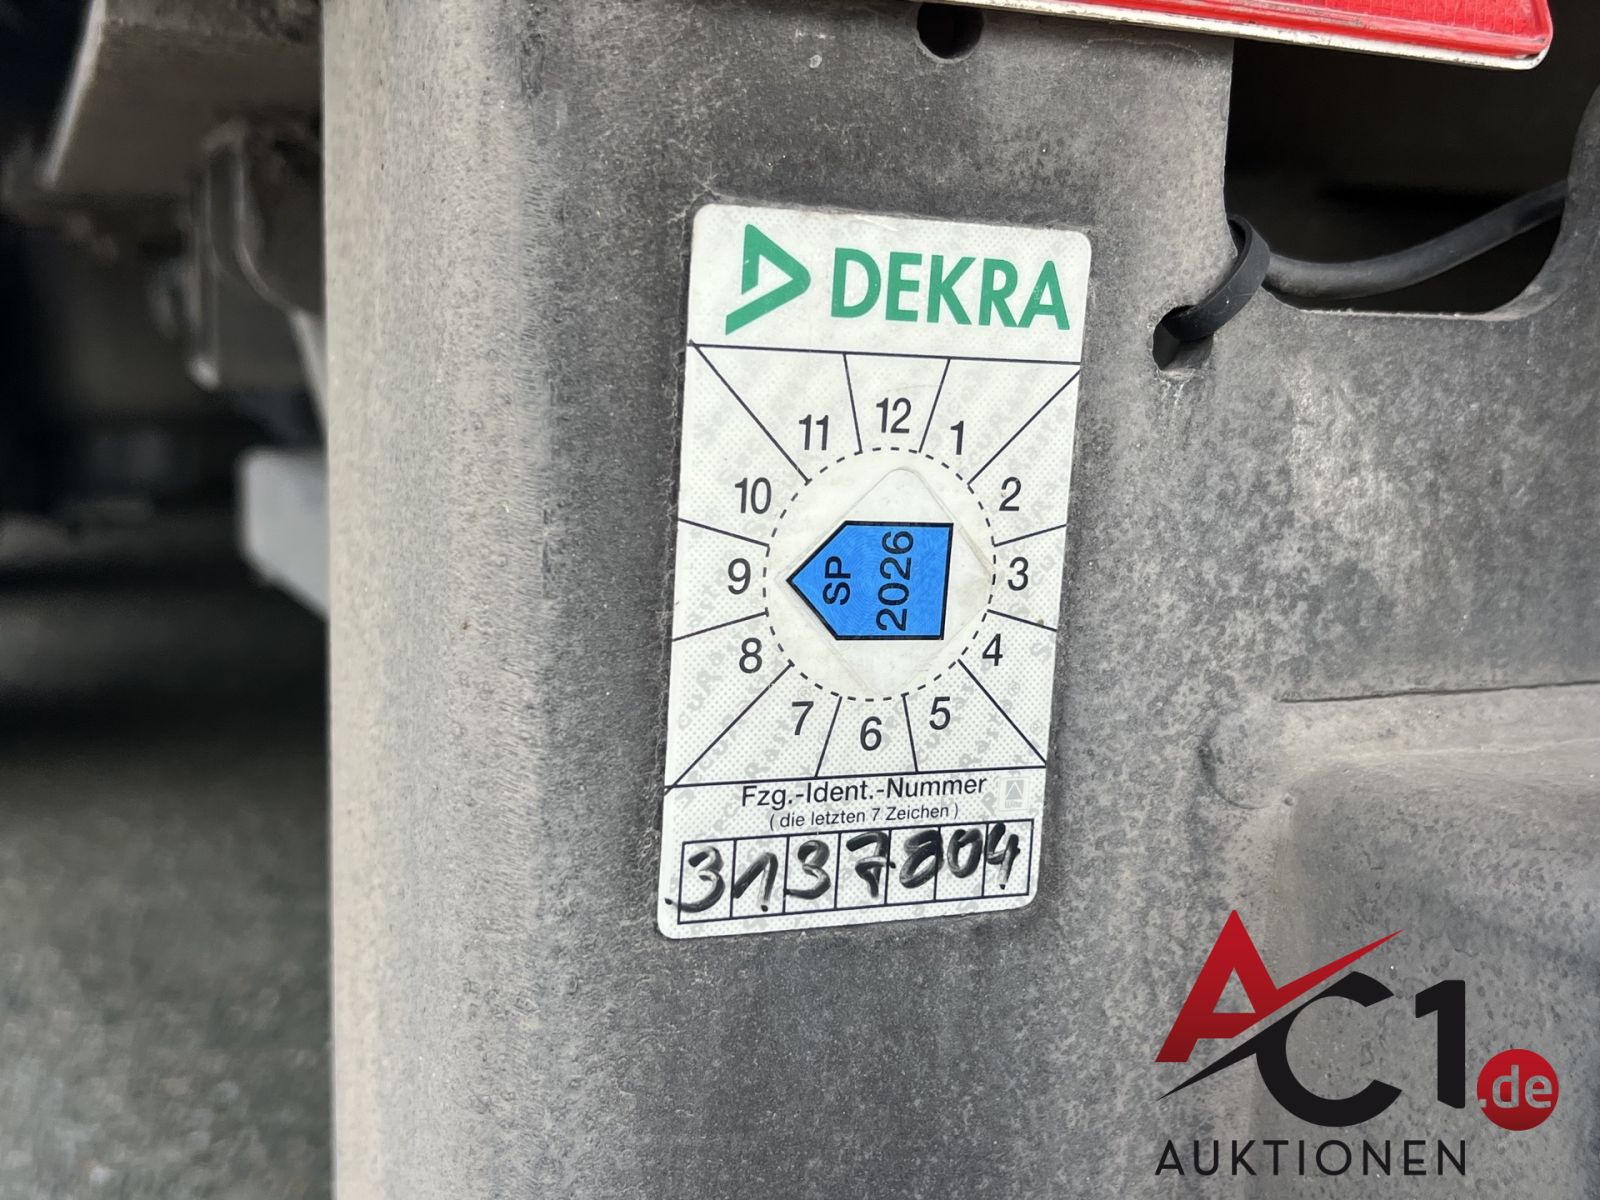 DEKRA
11 12 1
10 2
9 3
8 4
7 6 5
SP
2026
Fzg.-Ident.-Nummer
( die letzten 7 Zeichen )
3137804
AC1.de
AUKTIONEN